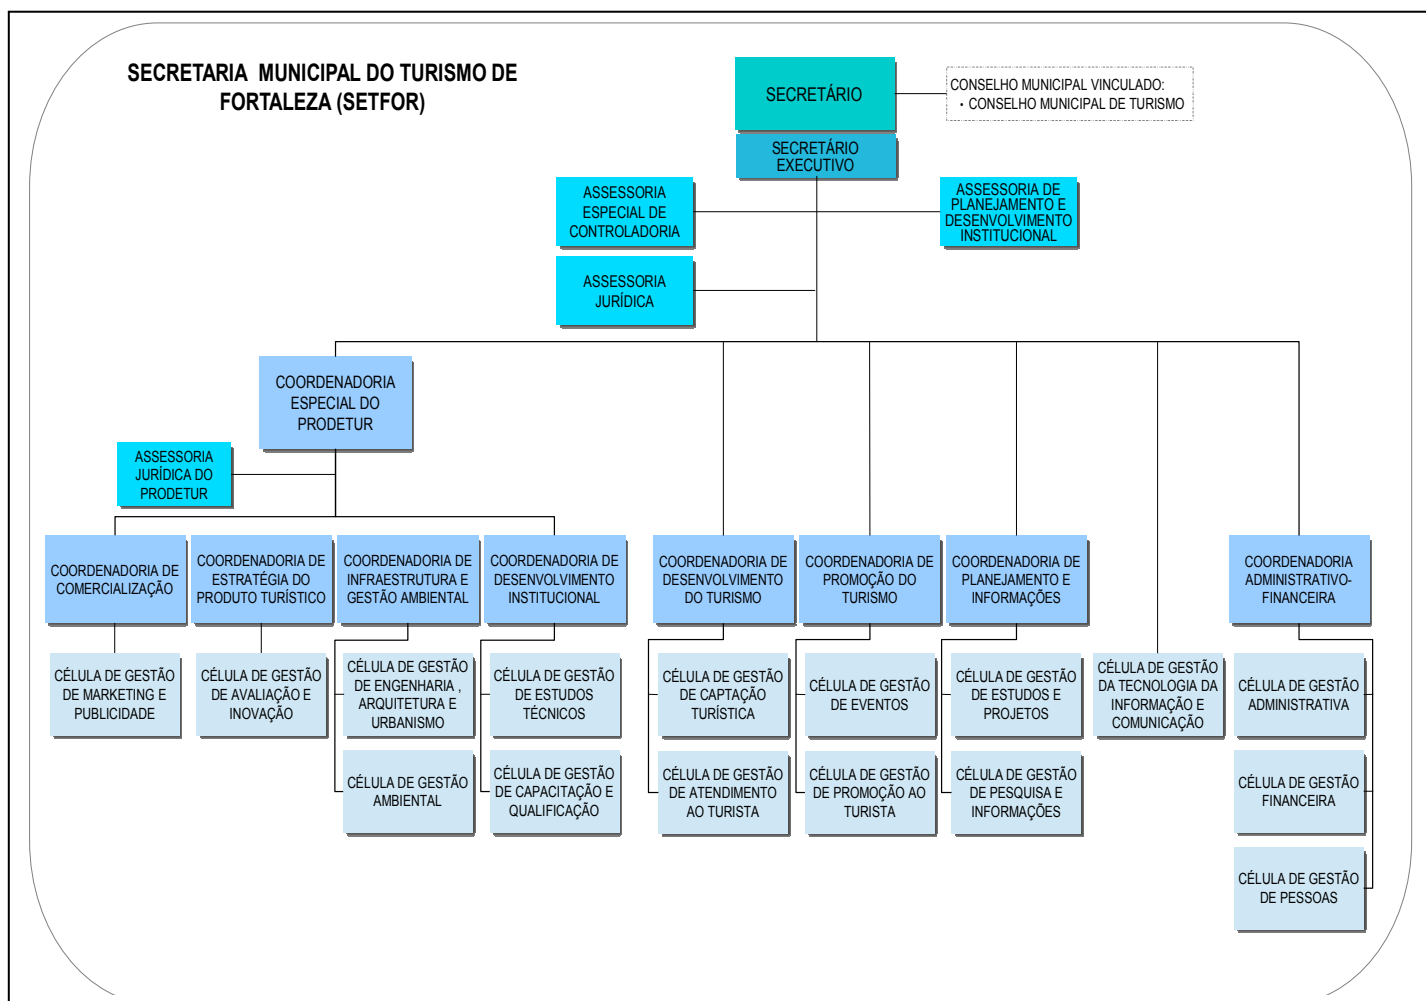 SECRETARIA MUNICIPAL DO TURISMO DE
FORTALEZA (SETFOR)
SECRETÁRIO
CONSELHO MUNICIPAL VINCULADO:
• CONSELHO MUNICIPAL DE TURISMO
SECRETÁRIO
EXECUTIVO
ASSESSORIA
ESPECIAL DE
CONTROLADORIA
ASSESSORIA DE
PLANEJAMENTO E
DESENVOLVIMENTO
INSTITUCIONAL
ASSESSORIA
JURÍDICA
COORDENADORIA
ESPECIAL DO
PRODETUR
ASSESSORIA
JURÍDICA DO
PRODETUR
COORDENADORIA DE
COMERCIALIZAÇÃO
COORDENADORIA DE
ESTRATÉGIA DO
PRODUTO TURÍSTICO
COORDENADORIA DE
INFRAESTRUTURA E
GESTÃO AMBIENTAL
COORDENADORIA DE
DESENVOLVIMENTO
INSTITUCIONAL
COORDENADORIA DE
DESENVOLVIMENTO
DO TURISMO
COORDENADORIA DE
PROMOÇÃO DO
TURISMO
COORDENADORIA DE
PLANEJAMENTO E
INFORMAÇÕES
COORDENADORIA
ADMINISTRATIVO-
FINANCEIRA
CÉLULA DE GESTÃO
DE MARKETING E
PUBLICIDADE
CÉLULA DE GESTÃO
DE AVALIAÇÃO E
INOVAÇÃO
CÉLULA DE GESTÃO
DE ENGENHARIA ,
ARQUITETURA E
URBANISMO
CÉLULA DE GESTÃO
DE ESTUDOS
TÉCNICOS
CÉLULA DE GESTÃO
DE CAPTAÇÃO
TURÍSTICA
CÉLULA DE GESTÃO
DE EVENTOS
CÉLULA DE GESTÃO
DE ESTUDOS E
PROJETOS
CÉLULA DE GESTÃO
DA TECNOLOGIA DA
INFORMAÇÃO E
COMUNICAÇÃO
CÉLULA DE GESTÃO
ADMINISTRATIVA
CÉLULA DE GESTÃO
AMBIENTAL
CÉLULA DE GESTÃO
DE CAPACITAÇÃO E
QUALIFICAÇÃO
CÉLULA DE GESTÃO
DE ATENDIMENTO
AO TURISTA
CÉLULA DE GESTÃO
DE PROMOÇÃO AO
TURISTA
CÉLULA DE GESTÃO
DE PESQUISA E
INFORMAÇÕES
CÉLULA DE GESTÃO
FINANCEIRA
CÉLULA DE GESTÃO
DE PESSOAS